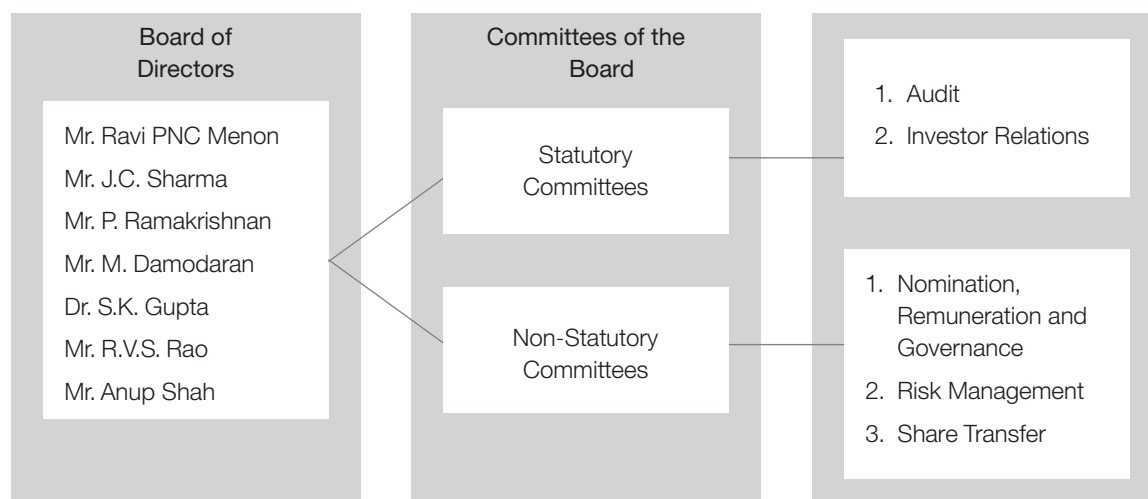 Board of
Directors
Mr. Ravi PNC Menon
Mr. J.C. Sharma
Mr. P. Ramakrishnan
Mr. M. Damodaran
Dr. S.K. Gupta
Mr. R.V.S. Rao
Mr. Anup Shah
Committees of the
Board
Statutory
Committees
Non-Statutory
Committees
1. Audit
2. Investor Relations
1. Nomination,
Remuneration and
Governance
2. Risk Management
3. Share Transfer